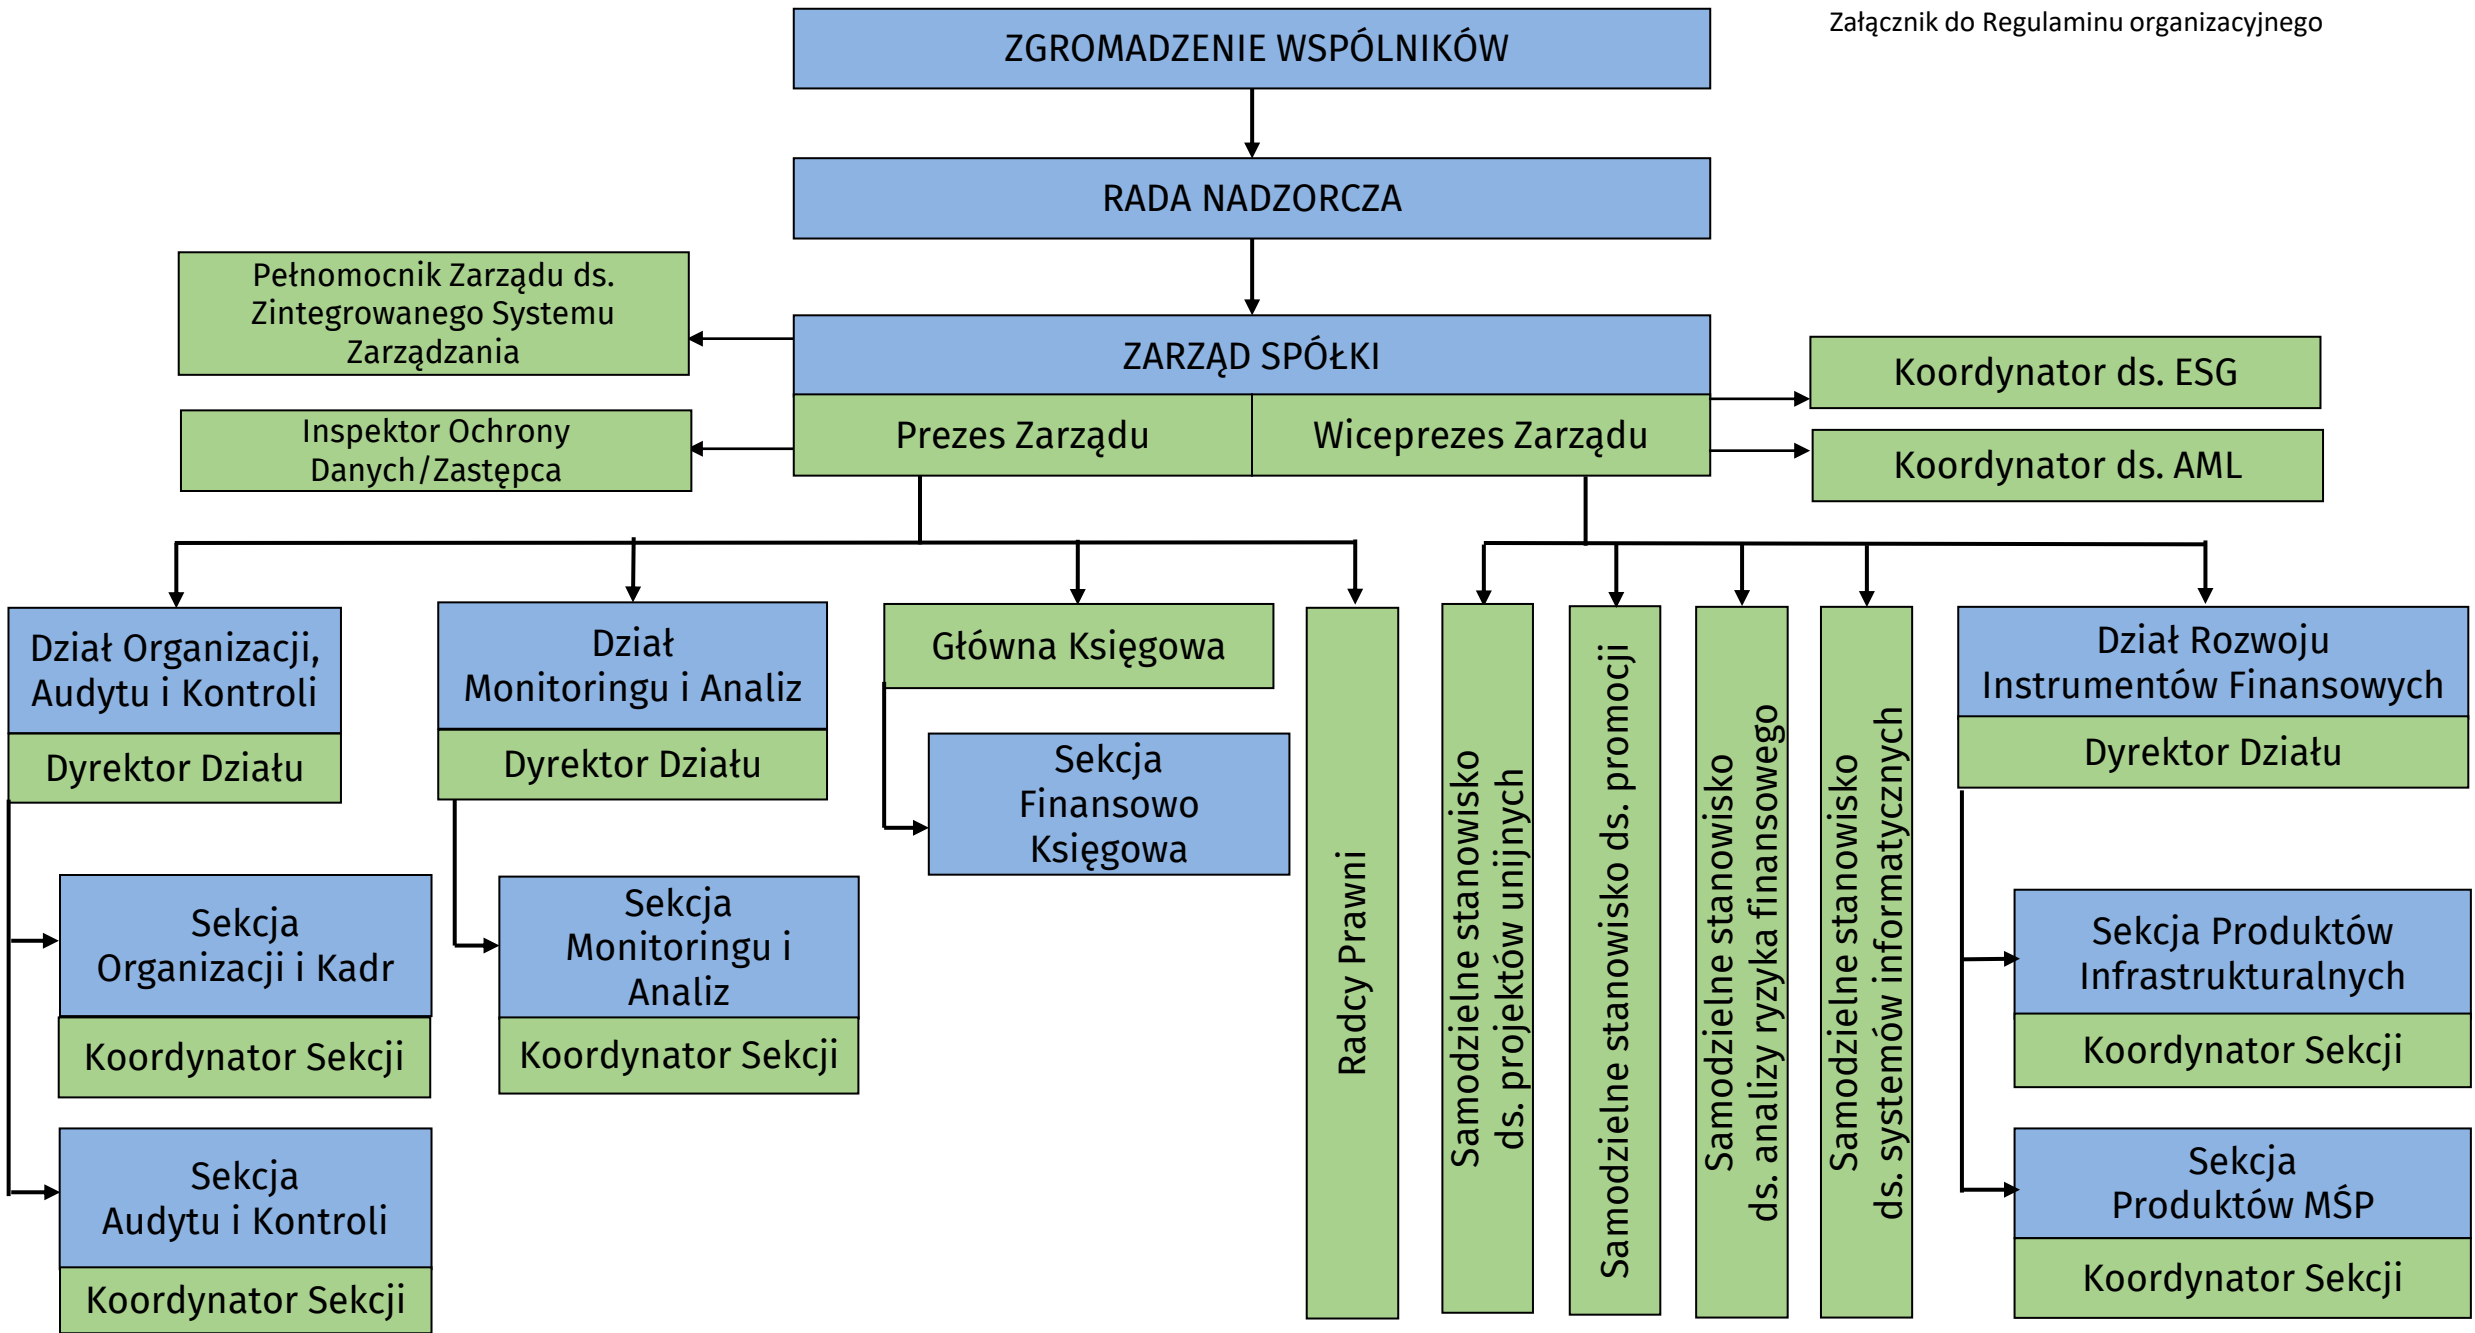 Załącznik do Regulaminu organizacyjnego
ZGROMADZENIE WSPÓLNIKÓW
RADA NADZORCZA
Pełnomocnik Zarządu ds.
Zintegrowanego Systemu
Zarządzania
ZARZĄD SPÓŁKI
Koordynator ds. ESG
Inspektor Ochrony
Danych/Zastępca
Prezes Zarządu
Wiceprezes Zarządu
Koordynator ds. AML
Dział Organizacji,
Audytu i Kontroli
Dyrektor Działu
Sekcja
Organizacji i Kadr
Koordynator Sekcji
Sekcja
Audytu i Kontroli
Koordynator Sekcji
Dział
Monitoringu i Analiz
Dyrektor Działu
Sekcja
Monitoringu i
Analiz
Koordynator Sekcji
Główna Księgowa
Sekcja
Finansowo
Księgowa
Radcy Prawni
Samodzielne stanowisko
ds. projektów unijnych
Samodzielne stanowisko ds. promocji
Samodzielne stanowisko
ds. analizy ryzyka finansowego
Samodzielne stanowisko
ds. systemów informatycznych
Dział Rozwoju
Instrumentów Finansowych
Dyrektor Działu
Sekcja Produktów
Infrastrukturalnych
Koordynator Sekcji
Sekcja
Produktów MŚP
Koordynator Sekcji